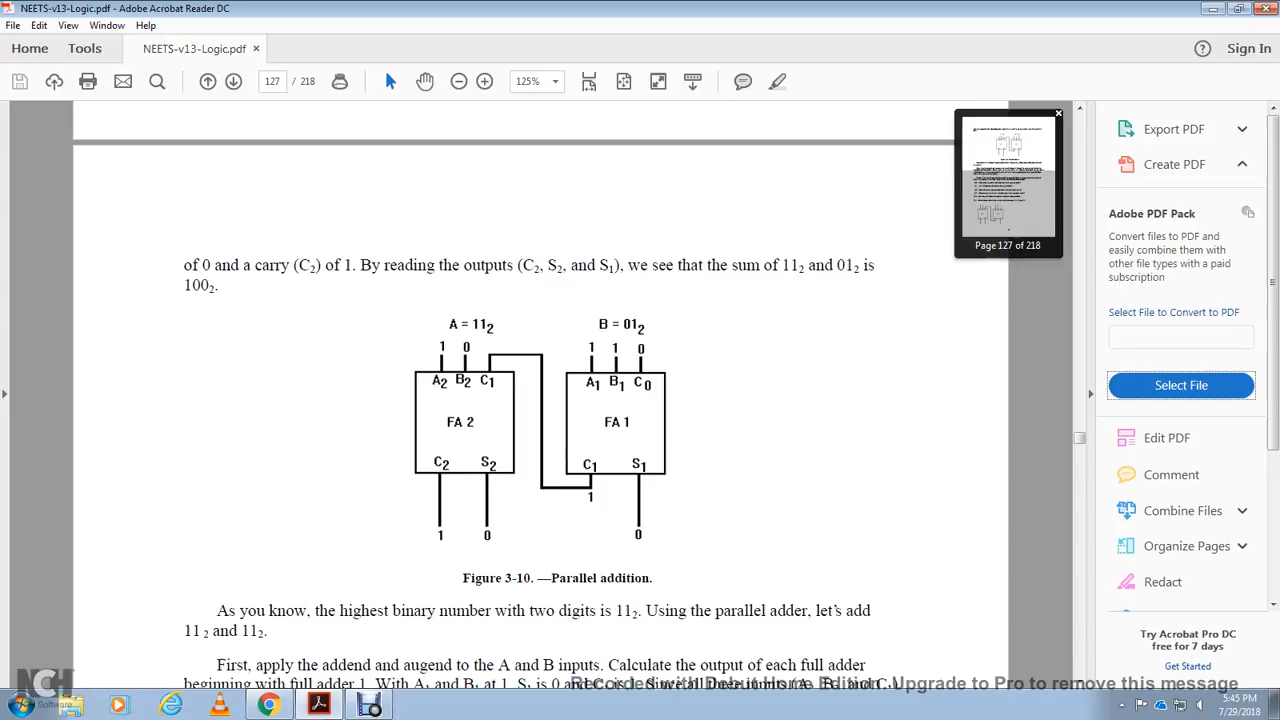 NEETS-v13-Logic.pdf - Adobe Acrobat Reader DC
File Edit View Window Help
Home Tools NEETS-v13-Logic.pdf × Sign In
127 / 218 125%
Page 127 of 218
Export PDF
Create PDF
Adobe PDF Pack
Convert files to PDF and
easily combine them with
other file types with a paid
subscription
Select File to Convert to PDF
Select File
Edit PDF
Comment
Combine Files
Organize Pages
Redact
Try Acrobat Pro DC
for 7 days
Get Started
of 0 and a carry (C2) of 1. By reading the outputs (C2, S2, and S1), we see that the sum of 112 and 012 is
1002.
A = 112 B = 012
1 0 1 1 0
A2 B2 C1 A1 B1 C0
FA 2 FA 1
C2 S2 C1 S1
1
1 0 0
Figure 3-10. —Parallel addition.
As you know, the highest binary number with two digits is 112. Using the parallel adder, let's add
11 2 and 112.
First, apply the addend and augend to the A and B inputs. Calculate the output of each full adder
beginning with full adder 1. With A1 and B1 at 1, S1 is 0 and
Upgrade to Pro to remove this message
NCH
Software
5:45 PM
7/29/2018